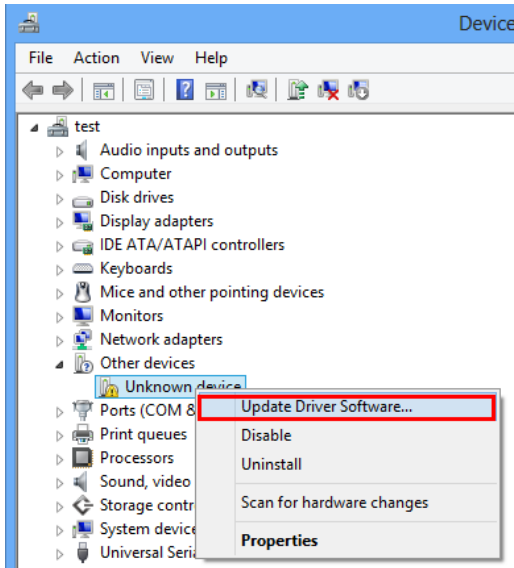 Device
File Action View Help
test
Audio inputs and outputs
Computer
Disk drives
Display adapters
IDE ATA/ATAPI controllers
Keyboards
Mice and other pointing devices
Monitors
Network adapters
Other devices
Unknown device
Ports (COM &
Update Driver Software...
Print queues
Disable
Processors
Uninstall
Sound, video
Storage contr
Scan for hardware changes
System device
Properties
Universal Seri